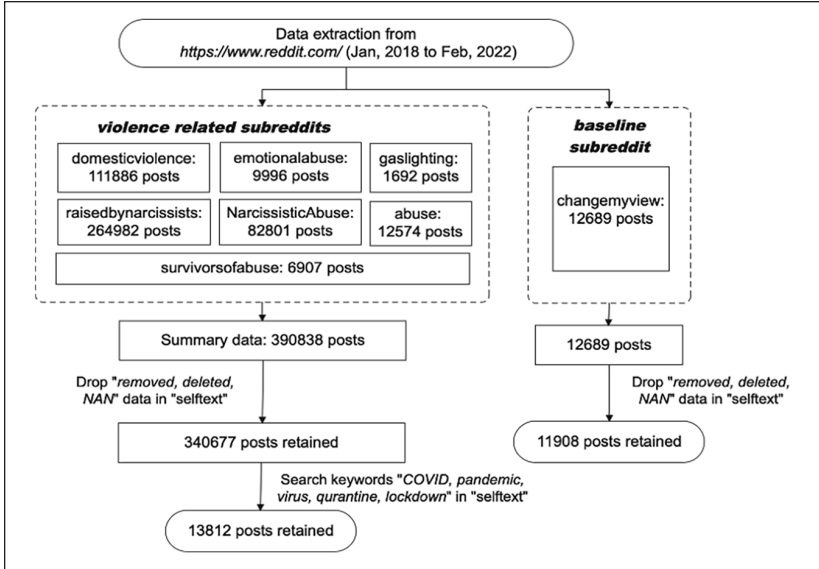 Data extraction from
https://www.reddit.com/ (Jan, 2018 to Feb, 2022)
violence related subreddits
domesticviolence:
111886 posts
emotionalabuse:
9996 posts
gaslighting:
1692 posts
raisedbynarcissists:
264982 posts
NarcissisticAbuse:
82801 posts
abuse:
12574 posts
survivorsofabuse: 6907 posts
baseline
subreddit
changemyview:
12689 posts
Summary data: 390838 posts
12689 posts
Drop "removed, deleted,
NAN" data in "selftext"
Drop "removed, deleted,
NAN" data in "selftext"
340677 posts retained
11908 posts retained
Search keywords "COVID, pandemic,
virus, qurantine, lockdown" in "selftext"
13812 posts retained